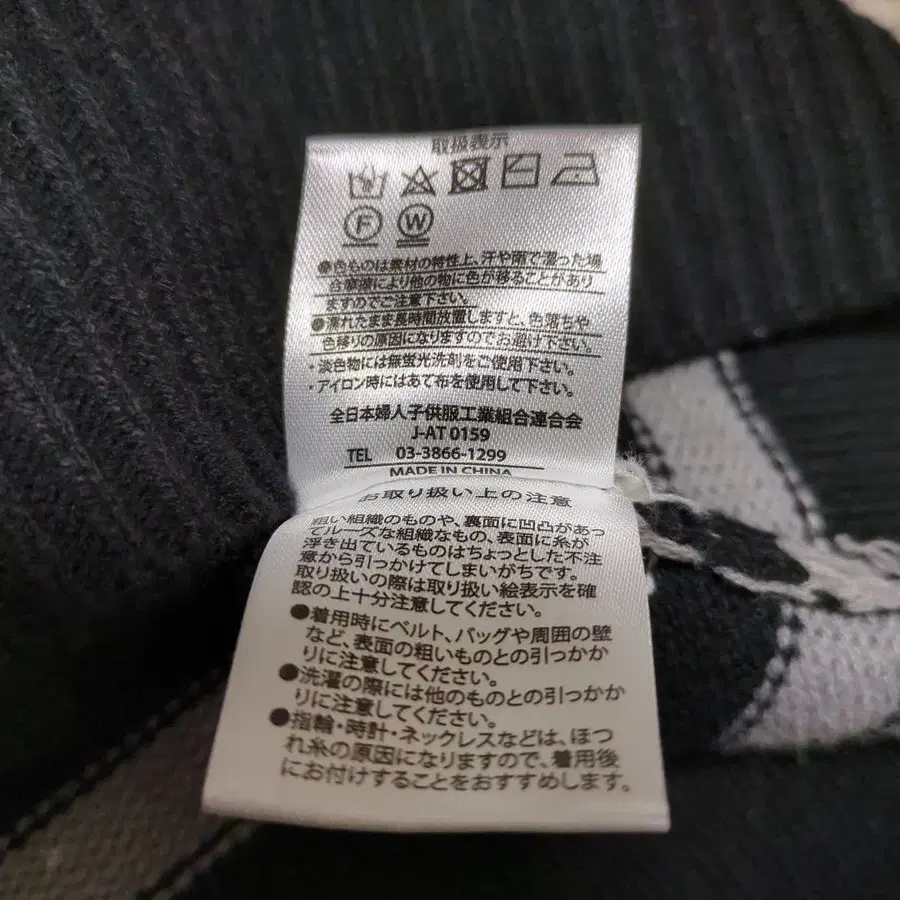 取扱表示
F W
●色ものは素材の特性上、汗や雨で湿った場
合摩擦により他の物に色が移ることがあり
ますのでご注意下さい。
●濡れたまま長時間放置しますと、色落ちや
色移りの原因になりますのでお避け下さい。
・淡色物には無蛍光洗剤をご使用下さい。
・アイロン時にはあて布を使用して下さい。
全日本婦人子供服工業組合連合会
J-AT 0159
TEL 03-3866-1299
MADE IN CHINA
お取り扱い上の注意
粗い組織のものや、裏面に凹凸があっ
てルーズな組織なもの、表面に糸が
浮き出ているものはちょっとした不注
意から引っかけてしまいがちです。
取り扱いの際は取り扱い絵表示を確
認の上十分注意してください。
●着用時にベルト、バッグや周囲の壁
など、表面の粗いものとの引っかか
りに注意してください。
●洗濯の際には他のものとの引っかか
りに注意してください。
●指輪・時計・ネックレスなどは、ほつ
れ糸の原因になりますので、着用後
にお付けすることをおすすめします。